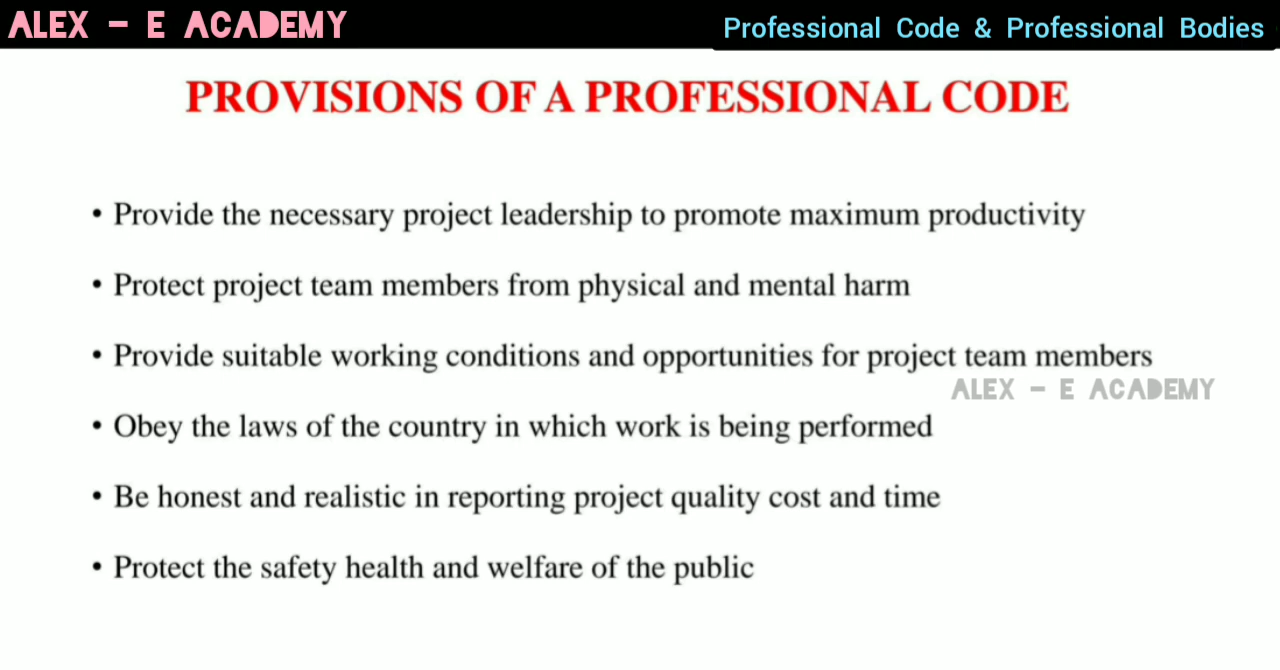 ALEX - E ACADEMY
Professional Code & Professional Bodies
PROVISIONS OF A PROFESSIONAL CODE
• Provide the necessary project leadership to promote maximum productivity
• Protect project team members from physical and mental harm
• Provide suitable working conditions and opportunities for project team members
ALEX - E ACADEMY
• Obey the laws of the country in which work is being performed
• Be honest and realistic in reporting project quality cost and time
• Protect the safety health and welfare of the public